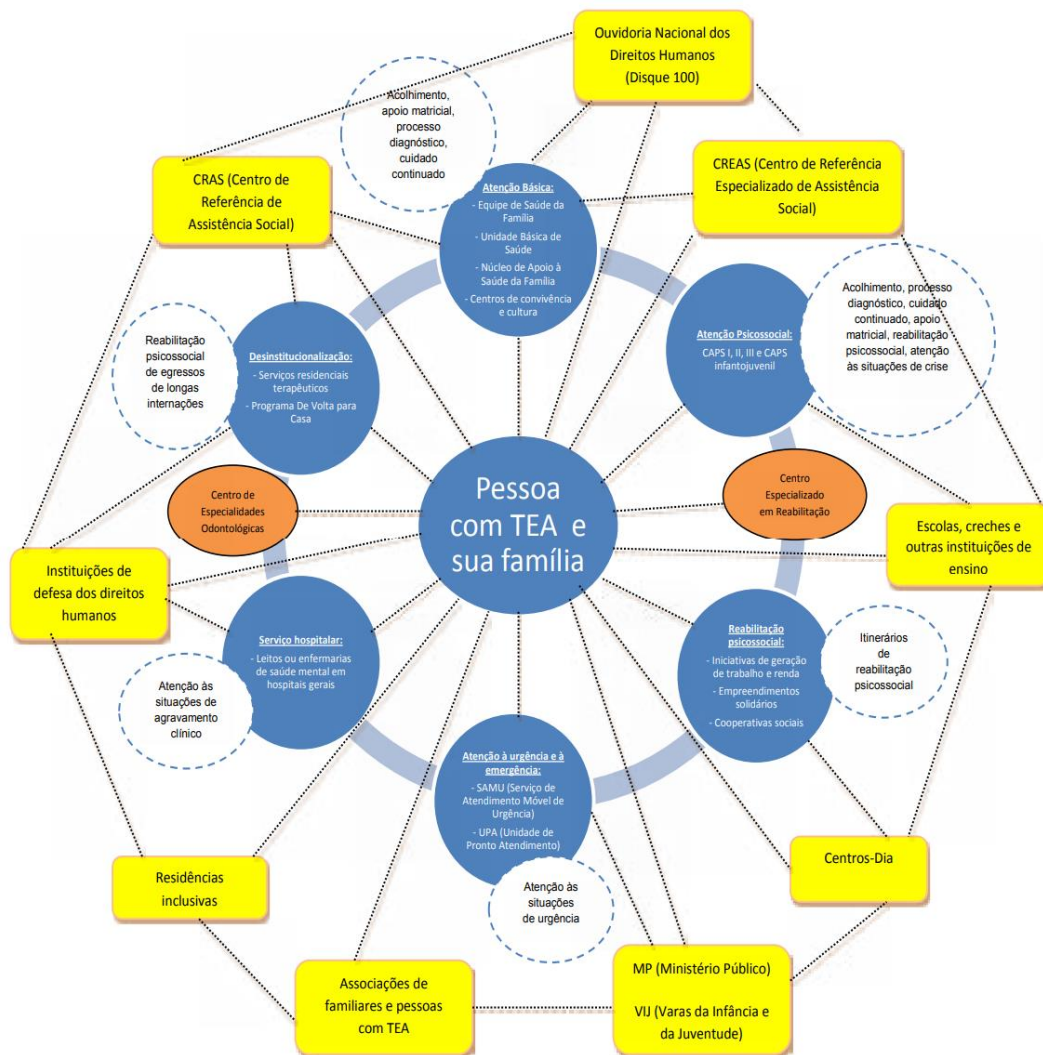 Ouvidoria Nacional dos
Direitos Humanos
(Disque 100)
Acolhimento,
apoio matricial,
processo
diagnóstico,
cuidado
continuado
CRAS (Centro de
Referência de
Assistência Social)
CREAS (Centro de Referência
Especializado de Assistência
Social)
Atenção Básica:
- Equipe de Saúde da
Família
- Unidade Básica de
Saúde
- Núcleo de Apoio à
Saúde da Família
- Centros de convivência
e cultura
Acolhimento, processo
diagnóstico, cuidado
continuado, apoio
matricial, reabilitação
psicossocial, atenção
às situações de crise
Atenção Psicossocial:
CAPS I, II, III e CAPS
infantojuvenil
Reabilitação
psicossocial
de egressos
de longas
internações
Desinstitucionalização:
- Serviços residenciais
terapêuticos
- Programa De Volta para
Casa
Centro de
Especialidades
Odontológicas
Pessoa
com TEA e
sua família
Centro
Especializado
em Reabilitação
Escolas, creches e
outras instituições de
ensino
Instituições de
defesa dos direitos
humanos
Serviço hospitalar:
- Leitos ou enfermarias
de saúde mental em
hospitais gerais
Reabilitação
psicossocial:
- Iniciativas de geração
de trabalho e renda
- Empreendimentos
solidários
- Cooperativas sociais
Itinerários
de
reabilitação
psicossocial
Atenção às
situações de
agravamento
clínico
Atenção à urgência e à
emergência:
- SAMU (Serviço de
Atendimento Móvel de
Urgência)
- UPA (Unidade de
Pronto Atendimento)
Atenção às
situações
de urgência
Residências
inclusivas
Centros-Dia
Associações de
familiares e pessoas
com TEA
MP (Ministério Público)
VIJ (Varas da Infância e
da Juventude)